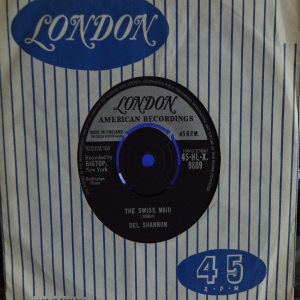 LONDON
LONDON
AMERICAN RECORDINGS
MADE IN ENGLAND
45 R.P.M.
Recorded by
BIGTOP,
New York
45-HL-X.
9609
THE SWISS MAID
(Miller)
DEL SHANNON
45
R·P·M